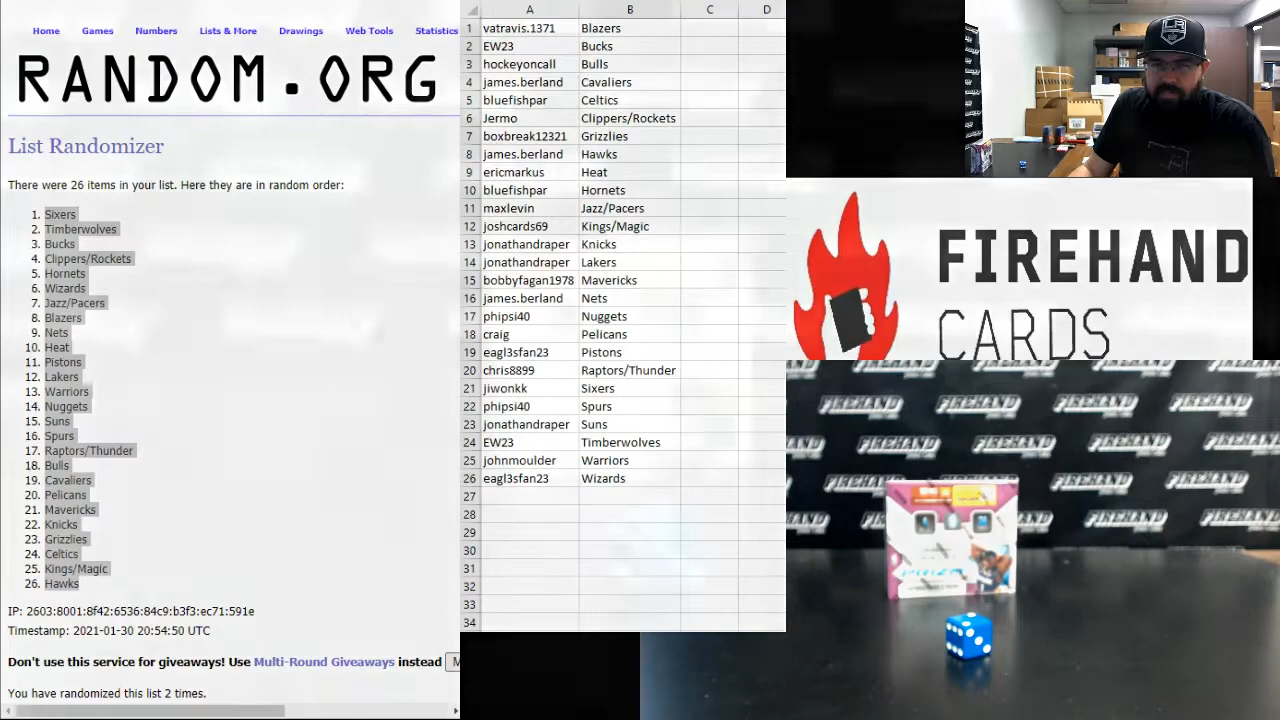 Home Games Numbers Lists & More Drawings Web Tools Statistics
RANDOM.ORG
List Randomizer
There were 26 items in your list. Here they are in random order:
1. Sixers
2. Timberwolves
3. Bucks
4. Clippers/Rockets
5. Hornets
6. Wizards
7. Jazz/Pacers
8. Blazers
9. Nets
10. Heat
11. Pistons
12. Lakers
13. Warriors
14. Nuggets
15. Suns
16. Spurs
17. Raptors/Thunder
18. Bulls
19. Cavaliers
20. Pelicans
21. Mavericks
22. Knicks
23. Grizzlies
24. Celtics
25. Kings/Magic
26. Hawks
IP: 2603:8001:8f42:6536:84c9:b3f3:ec71:591e
Timestamp: 2021-01-30 20:54:50 UTC
Don't use this service for giveaways! Use Multi-Round Giveaways instead
You have randomized this list 2 times.
A B C D
1 vatravis.1371 Blazers
2 EW23 Bucks
3 hockeyoncall Bulls
4 james.berland Cavaliers
5 bluefishpar Celtics
6 Jermo Clippers/Rockets
7 boxbreak12321 Grizzlies
8 james.berland Hawks
9 ericmarkus Heat
10 bluefishpar Hornets
11 maxlevin Jazz/Pacers
12 joshcards69 Kings/Magic
13 jonathandraper Knicks
14 jonathandraper Lakers
15 bobbyfagan1978 Mavericks
16 james.berland Nets
17 phipsi40 Nuggets
18 craig Pelicans
19 eagl3sfan23 Pistons
20 chris8899 Raptors/Thunder
21 jiwonkk Sixers
22 phipsi40 Spurs
23 jonathandraper Suns
24 EW23 Timberwolves
25 johnmoulder Warriors
26 eagl3sfan23 Wizards
27
28
29
30
31
32
33
34
FIREHAND
CARDS
FIREHAND FIREHAND FIREHAND FIREHAND
FIREHAND FIREHAND FIREHAND
PRIZM